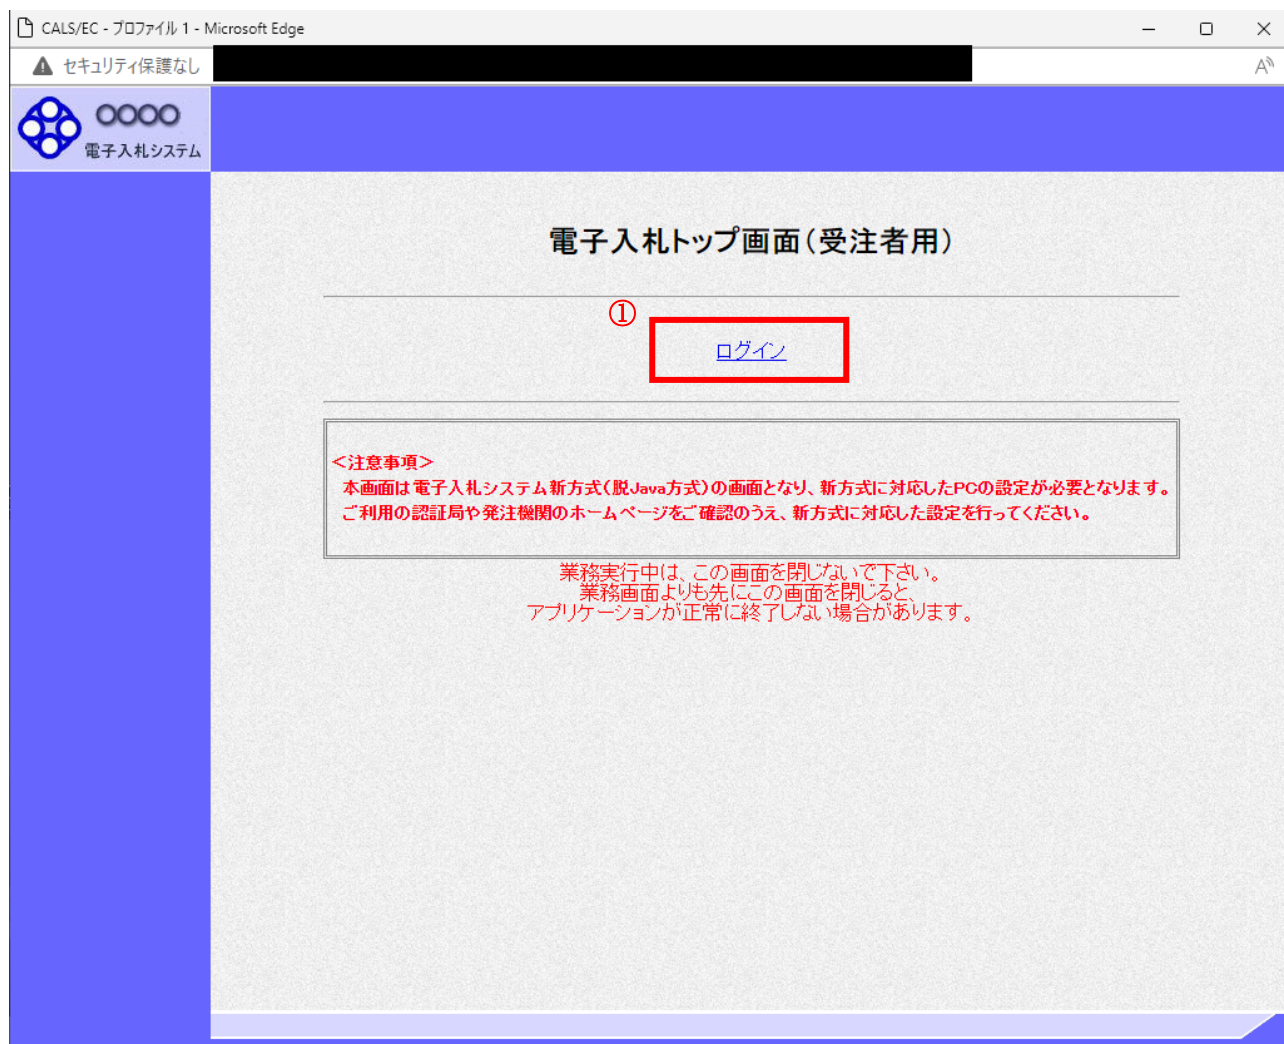 CALS/EC - プロファイル 1 - Microsoft Edge
セキュリティ保護なし
○○○○
電子入札システム
電子入札トップ画面(受注者用)
①
ログイン
＜注意事項＞
本画面は電子入札システム新方式(脱Java方式)の画面となり、新方式に対応したPCの設定が必要となります。
ご利用の認証局や発注機関のホームページをご確認のうえ、新方式に対応した設定を行ってください。
業務実行中は、この画面を閉じないで下さい。
業務画面よりも先にこの画面を閉じると、
アプリケーションが正常に終了しない場合があります。